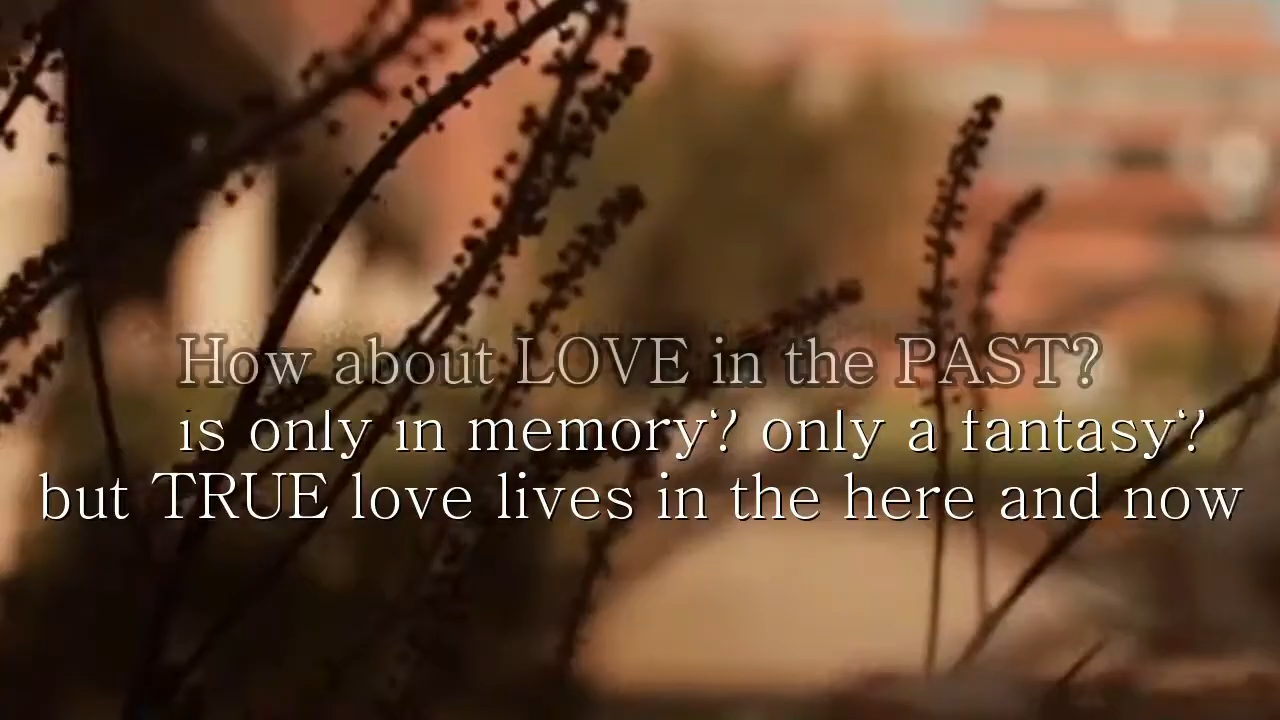 How about LOVE in the PAST?
is only in memory? only a fantasy?
but TRUE love lives in the here and now